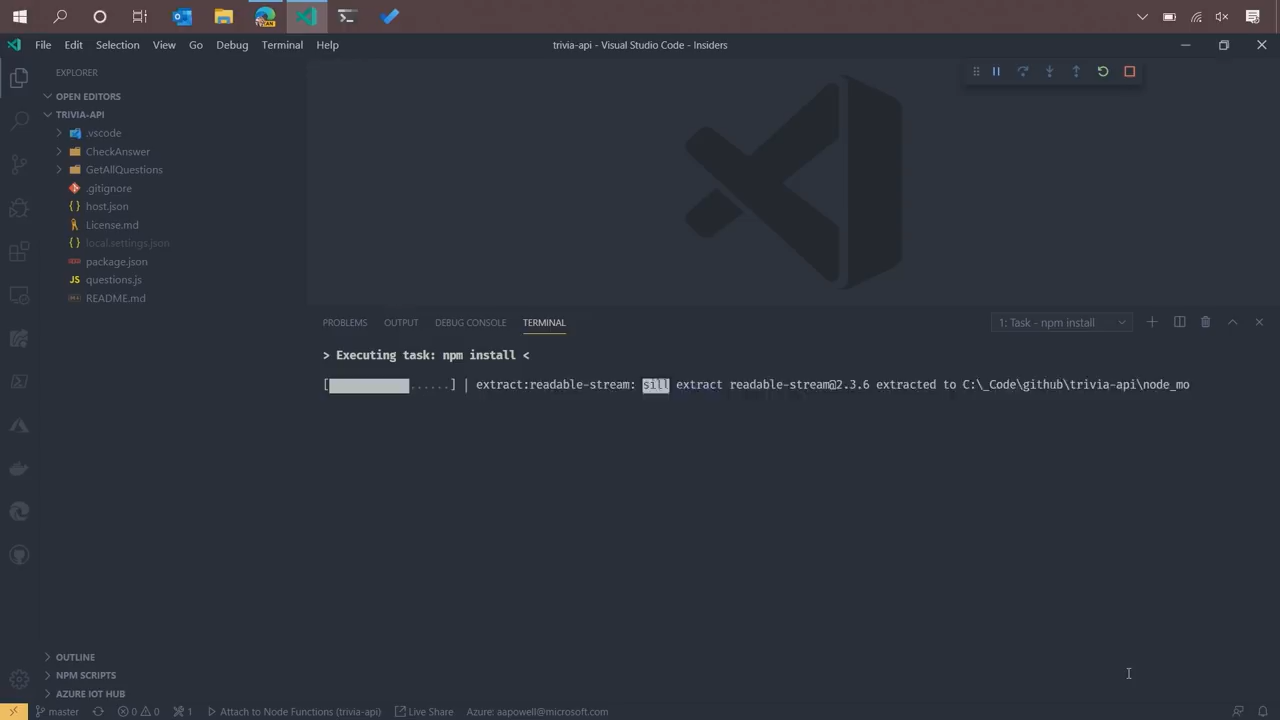 File Edit Selection View Go Debug Terminal Help
trivia-api - Visual Studio Code - Insiders
EXPLORER
OPEN EDITORS
TRIVIA-API
.vscode
CheckAnswer
GetAllQuestions
.gitignore
host.json
License.md
local.settings.json
package.json
JS questions.js
README.md
PROBLEMS OUTPUT DEBUG CONSOLE TERMINAL
1: Task - npm install
> Executing task: npm install <
[ ......] | extract:readable-stream: sill extract readable-stream@2.3.6 extracted to C:\_Code\github\trivia-api\node_mo
OUTLINE
NPM SCRIPTS
AZURE IOT HUB
master 0 0 1 Attach to Node Functions (trivia-api) Live Share Azure: aapowell@microsoft.com